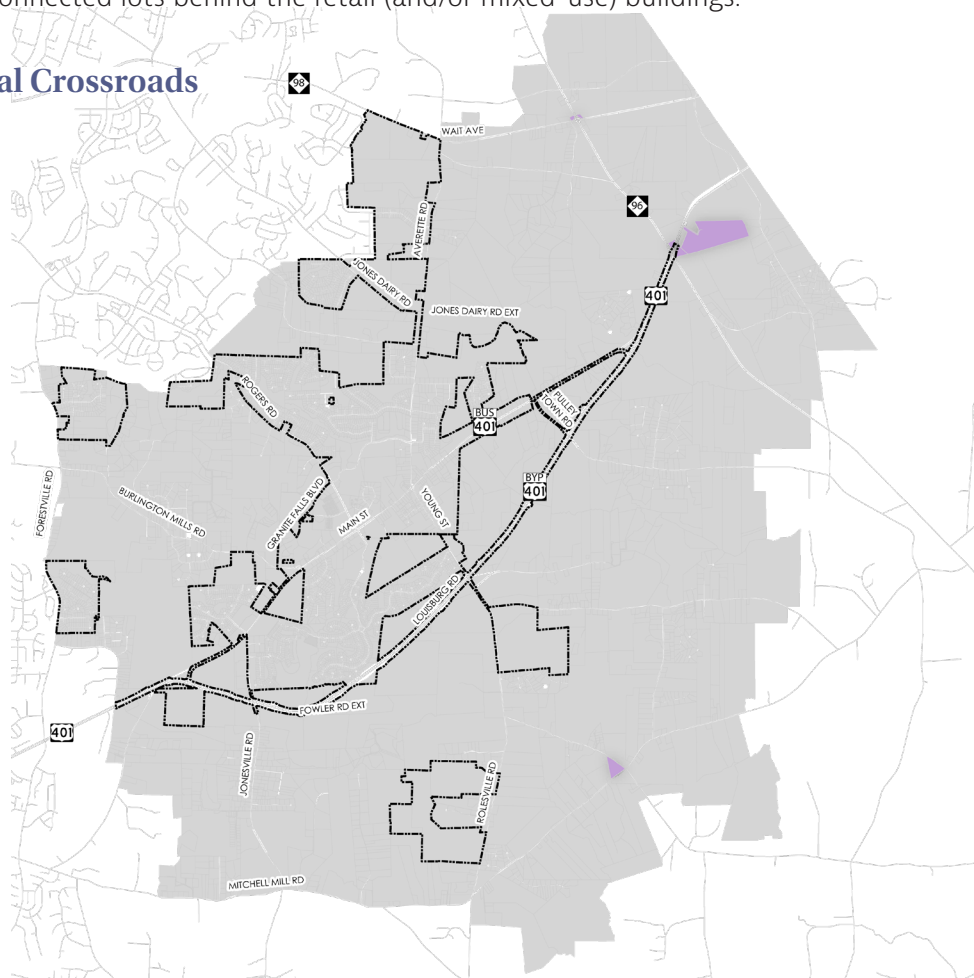 onnected lots behind the retail (and/or mixed-use) buildings.
al Crossroads
98
WAIT AVE
96
AVERETTE RD
JONES DAIRY RD
401
JONES DAIRY RD EXT
ROGERS RD
PULLEY
TOWN RD
BUS
401
BYP
401
FORESTVILLE RD
BURLINGTON MILLS RD
GRANITE FALLS BLVD
MAIN ST
YOUNG ST
LOUISBURG RD
FOWLER RD EXT
401
JONESVILLE RD
ROLESVILLE RD
MITCHELL MILL RD